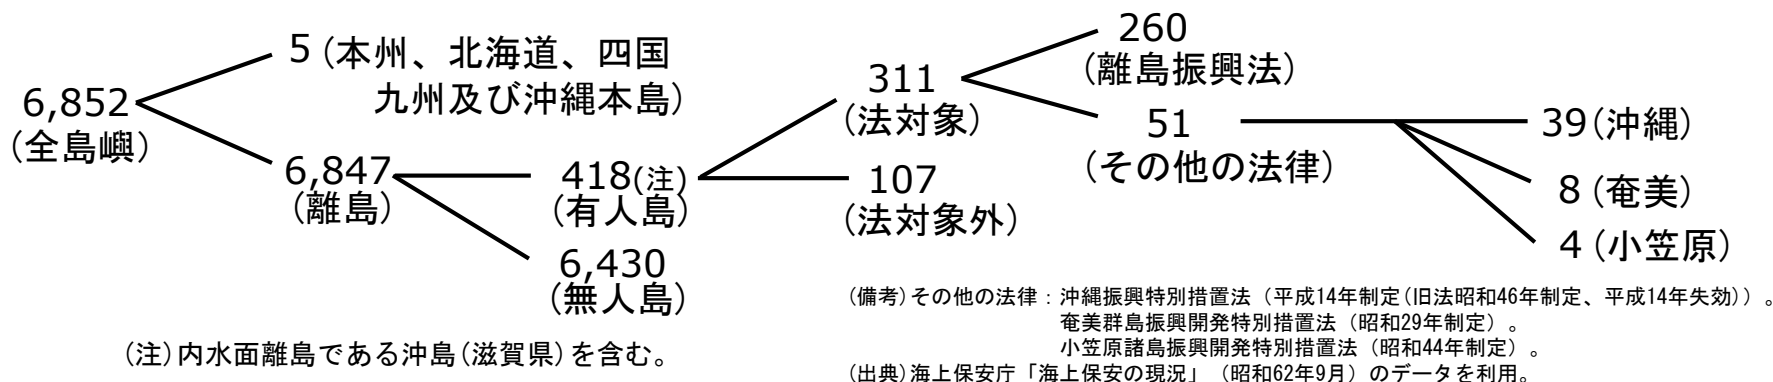 6,852
(全島嶼)
5(本州、北海道、四国
九州及び沖縄本島)
6,847
(離島)
418(注)
(有人島)
6,430
(無人島)
311
(法対象)
107
(法対象外)
260
(離島振興法)
51
(その他の法律)
39(沖縄)
8(奄美)
4(小笠原)
(注)内水面離島である沖島(滋賀県)を含む。
(備考)その他の法律:沖縄振興特別措置法(平成14年制定(旧法昭和46年制定、平成14年失効))。
奄美群島振興開発特別措置法(昭和29年制定)。
小笠原諸島振興開発特別措置法(昭和44年制定)。
(出典)海上保安庁「海上保安の現況」(昭和62年9月)のデータを利用。